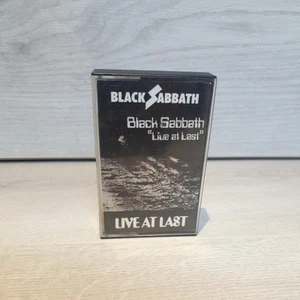 BLACK SABBATH
Black Sabbath
"Live at Last"
LIVE AT LAST